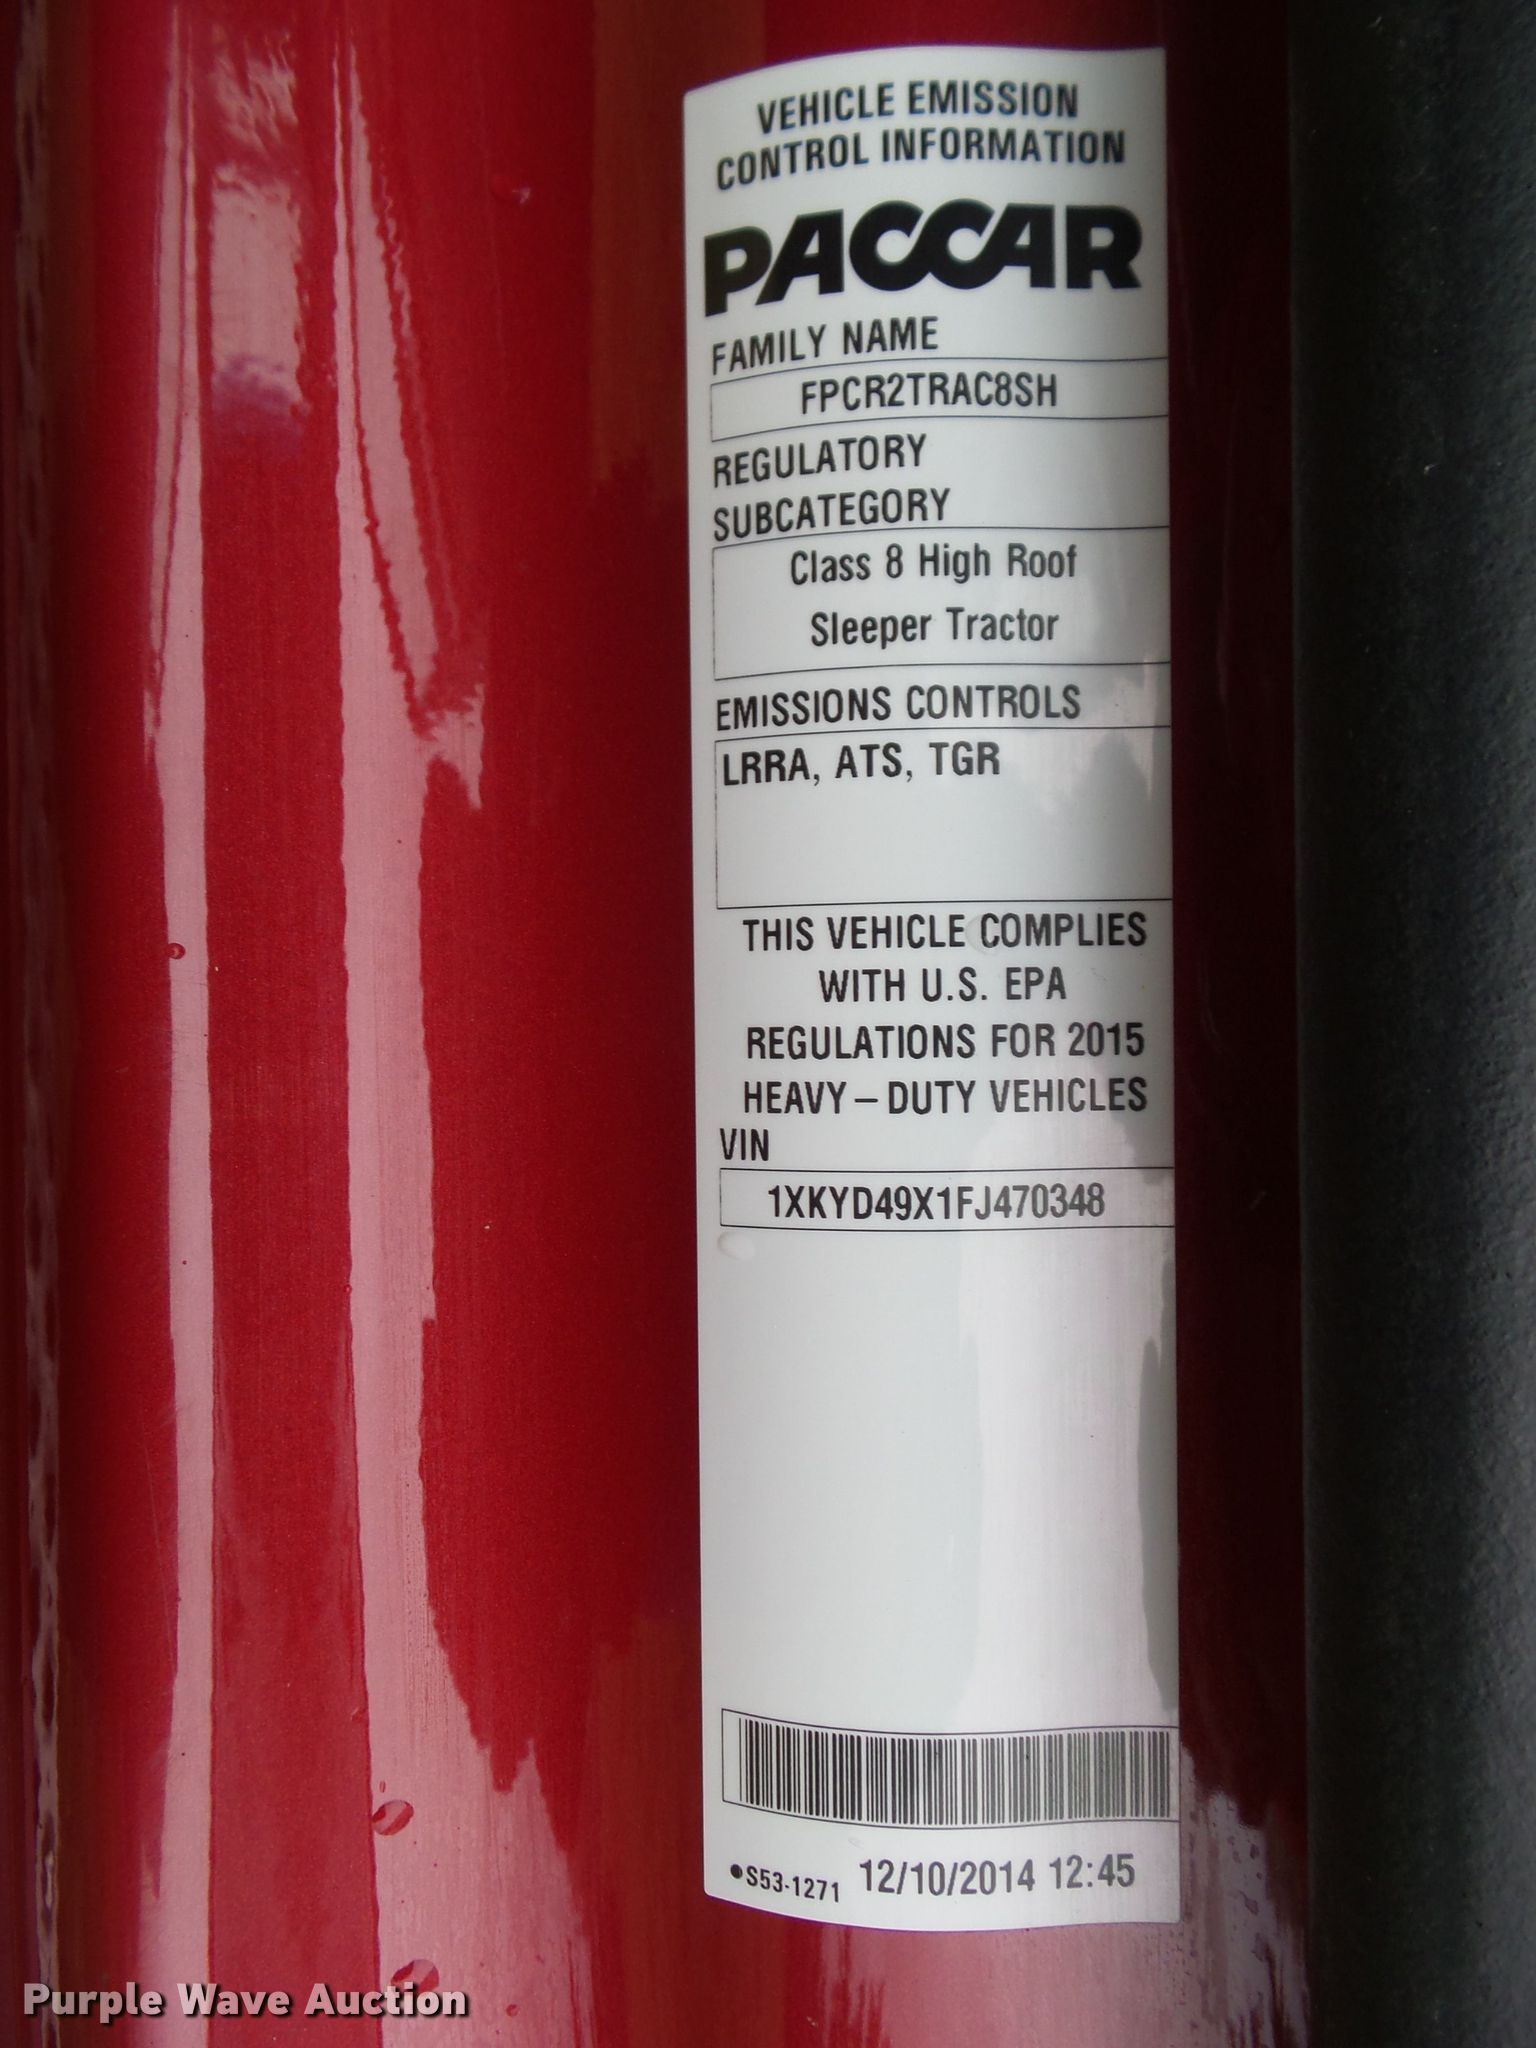 VEHICLE EMISSION
CONTROL INFORMATION
PACCAR
FAMILY NAME
FPCR2TRAC8SH
REGULATORY
SUBCATEGORY
Class 8 High Roof
Sleeper Tractor
EMISSIONS CONTROLS
LRRA, ATS, TGR
THIS VEHICLE COMPLIES
WITH U.S. EPA
REGULATIONS FOR 2015
HEAVY–DUTY VEHICLES
VIN
1XKYD49X1FJ470348
●S53-1271 12/10/2014 12:45
Purple Wave Auction